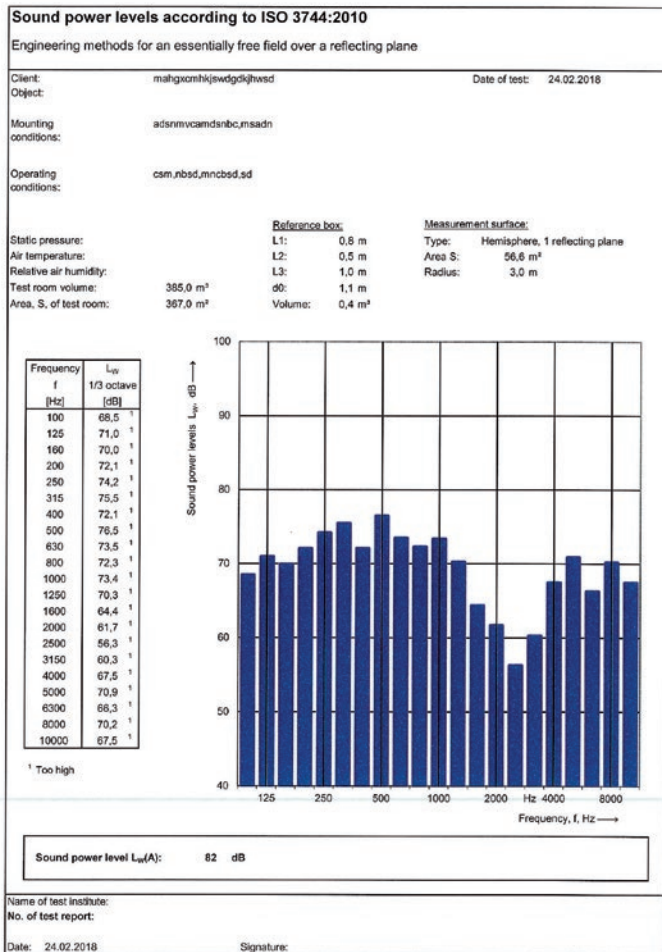 Sound power levels according to ISO 3744:2010
Engineering methods for an essentially free field over a reflecting plane
Client: mahgxcmhkjswdgdkjhwsd Date of test: 24.02.2018
Object:
Mounting adsnmvcamdsnbc,msadn
conditions:
Operating csm,nbsd,mncbsd,sd
conditions:
Reference box: Measurement surface:
Static pressure: L1: 0,8 m Type: Hemisphere, 1 reflecting plane
Air temperature: L2: 0,5 m Area S: 56,6 m²
Relative air humidity: L3: 1,0 m Radius: 3,0 m
Test room volume: 385,0 m³ d0: 1,1 m
Area, S, of test room: 367,0 m² Volume: 0,4 m³
Frequency LW
f 1/3 octave
[Hz] [dB]
100 68,5 ¹
125 71,0 ¹
160 70,0 ¹
200 72,1 ¹
250 74,2 ¹
315 75,5 ¹
400 72,1 ¹
500 76,5 ¹
630 73,5 ¹
800 72,3 ¹
1000 73,4 ¹
1250 70,3 ¹
1600 64,4 ¹
2000 61,7 ¹
2500 56,3 ¹
3150 60,3 ¹
4000 67,5 ¹
5000 70,9 ¹
6300 66,3 ¹
8000 70,2 ¹
10000 67,5 ¹
¹ Too high
Sound power levels LW, dB →
100
90
80
70
60
50
40
125 250 500 1000 2000 Hz 4000 8000
Frequency, f, Hz →
Sound power level LW(A): 82 dB
Name of test institute:
No. of test report:
Date: 24.02.2018 Signature: